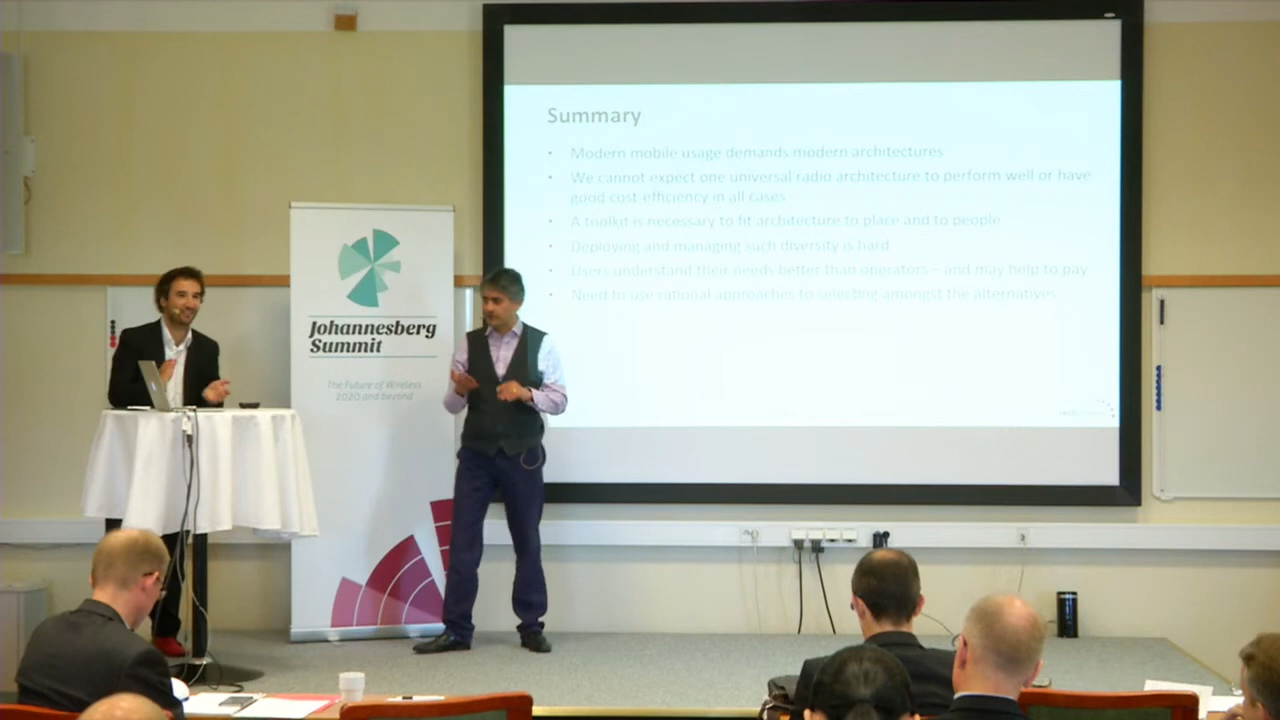 Summary
• Modern mobile usage demands modern architectures
• We cannot expect one universal radio architecture to perform well or have
good cost-efficiency in all cases
• A toolkit is necessary to fit architecture to place and to people
• Deploying and managing such diversity is hard
• Users understand their needs better than operators – and may help to pay
• Need to use rational approaches to selecting amongst the alternatives
Johannesberg
Summit
The Future of Wireless
2020 and beyond